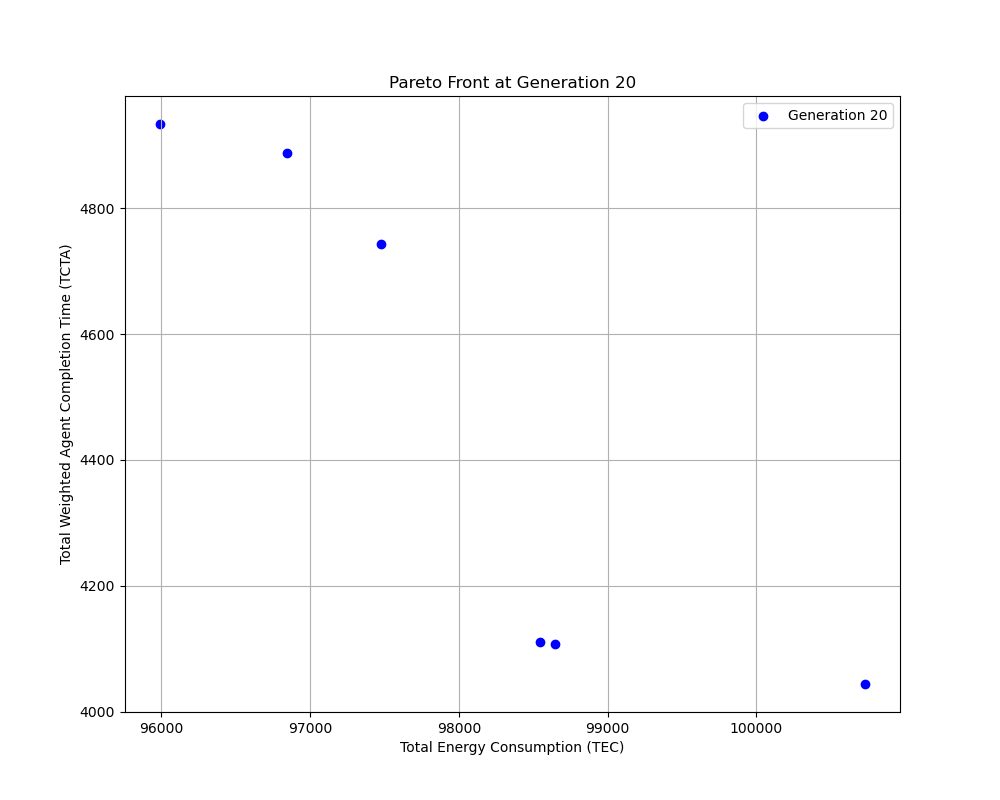 Pareto Front at Generation 20
Generation 20
Total Weighted Agent Completion Time (TCTA)
4800
4600
4400
4200
4000
96000
97000
98000
99000
100000
Total Energy Consumption (TEC)